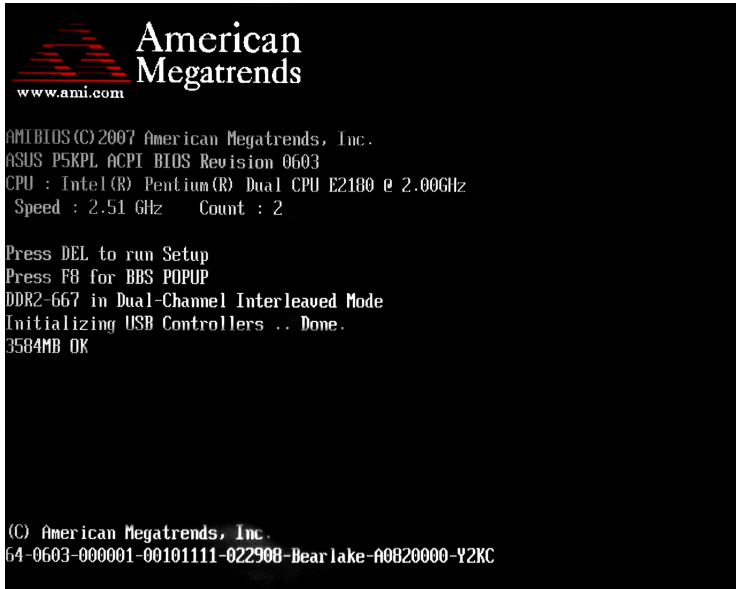 American
Megatrends
www.ami.com
AMIBIOS(C)2007 American Megatrends, Inc.
ASUS P5KPL ACPI BIOS Revision 0603
CPU : Intel(R) Pentium(R) Dual CPU E2180 @ 2.00GHz
Speed : 2.51 GHz Count : 2
Press DEL to run Setup
Press F8 for BBS POPUP
DDR2-667 in Dual-Channel Interleaved Mode
Initializing USB Controllers .. Done.
3584MB OK
(C) American Megatrends, Inc.
64-0603-000001-00101111-022908-Bearlake-A0820000-Y2KC